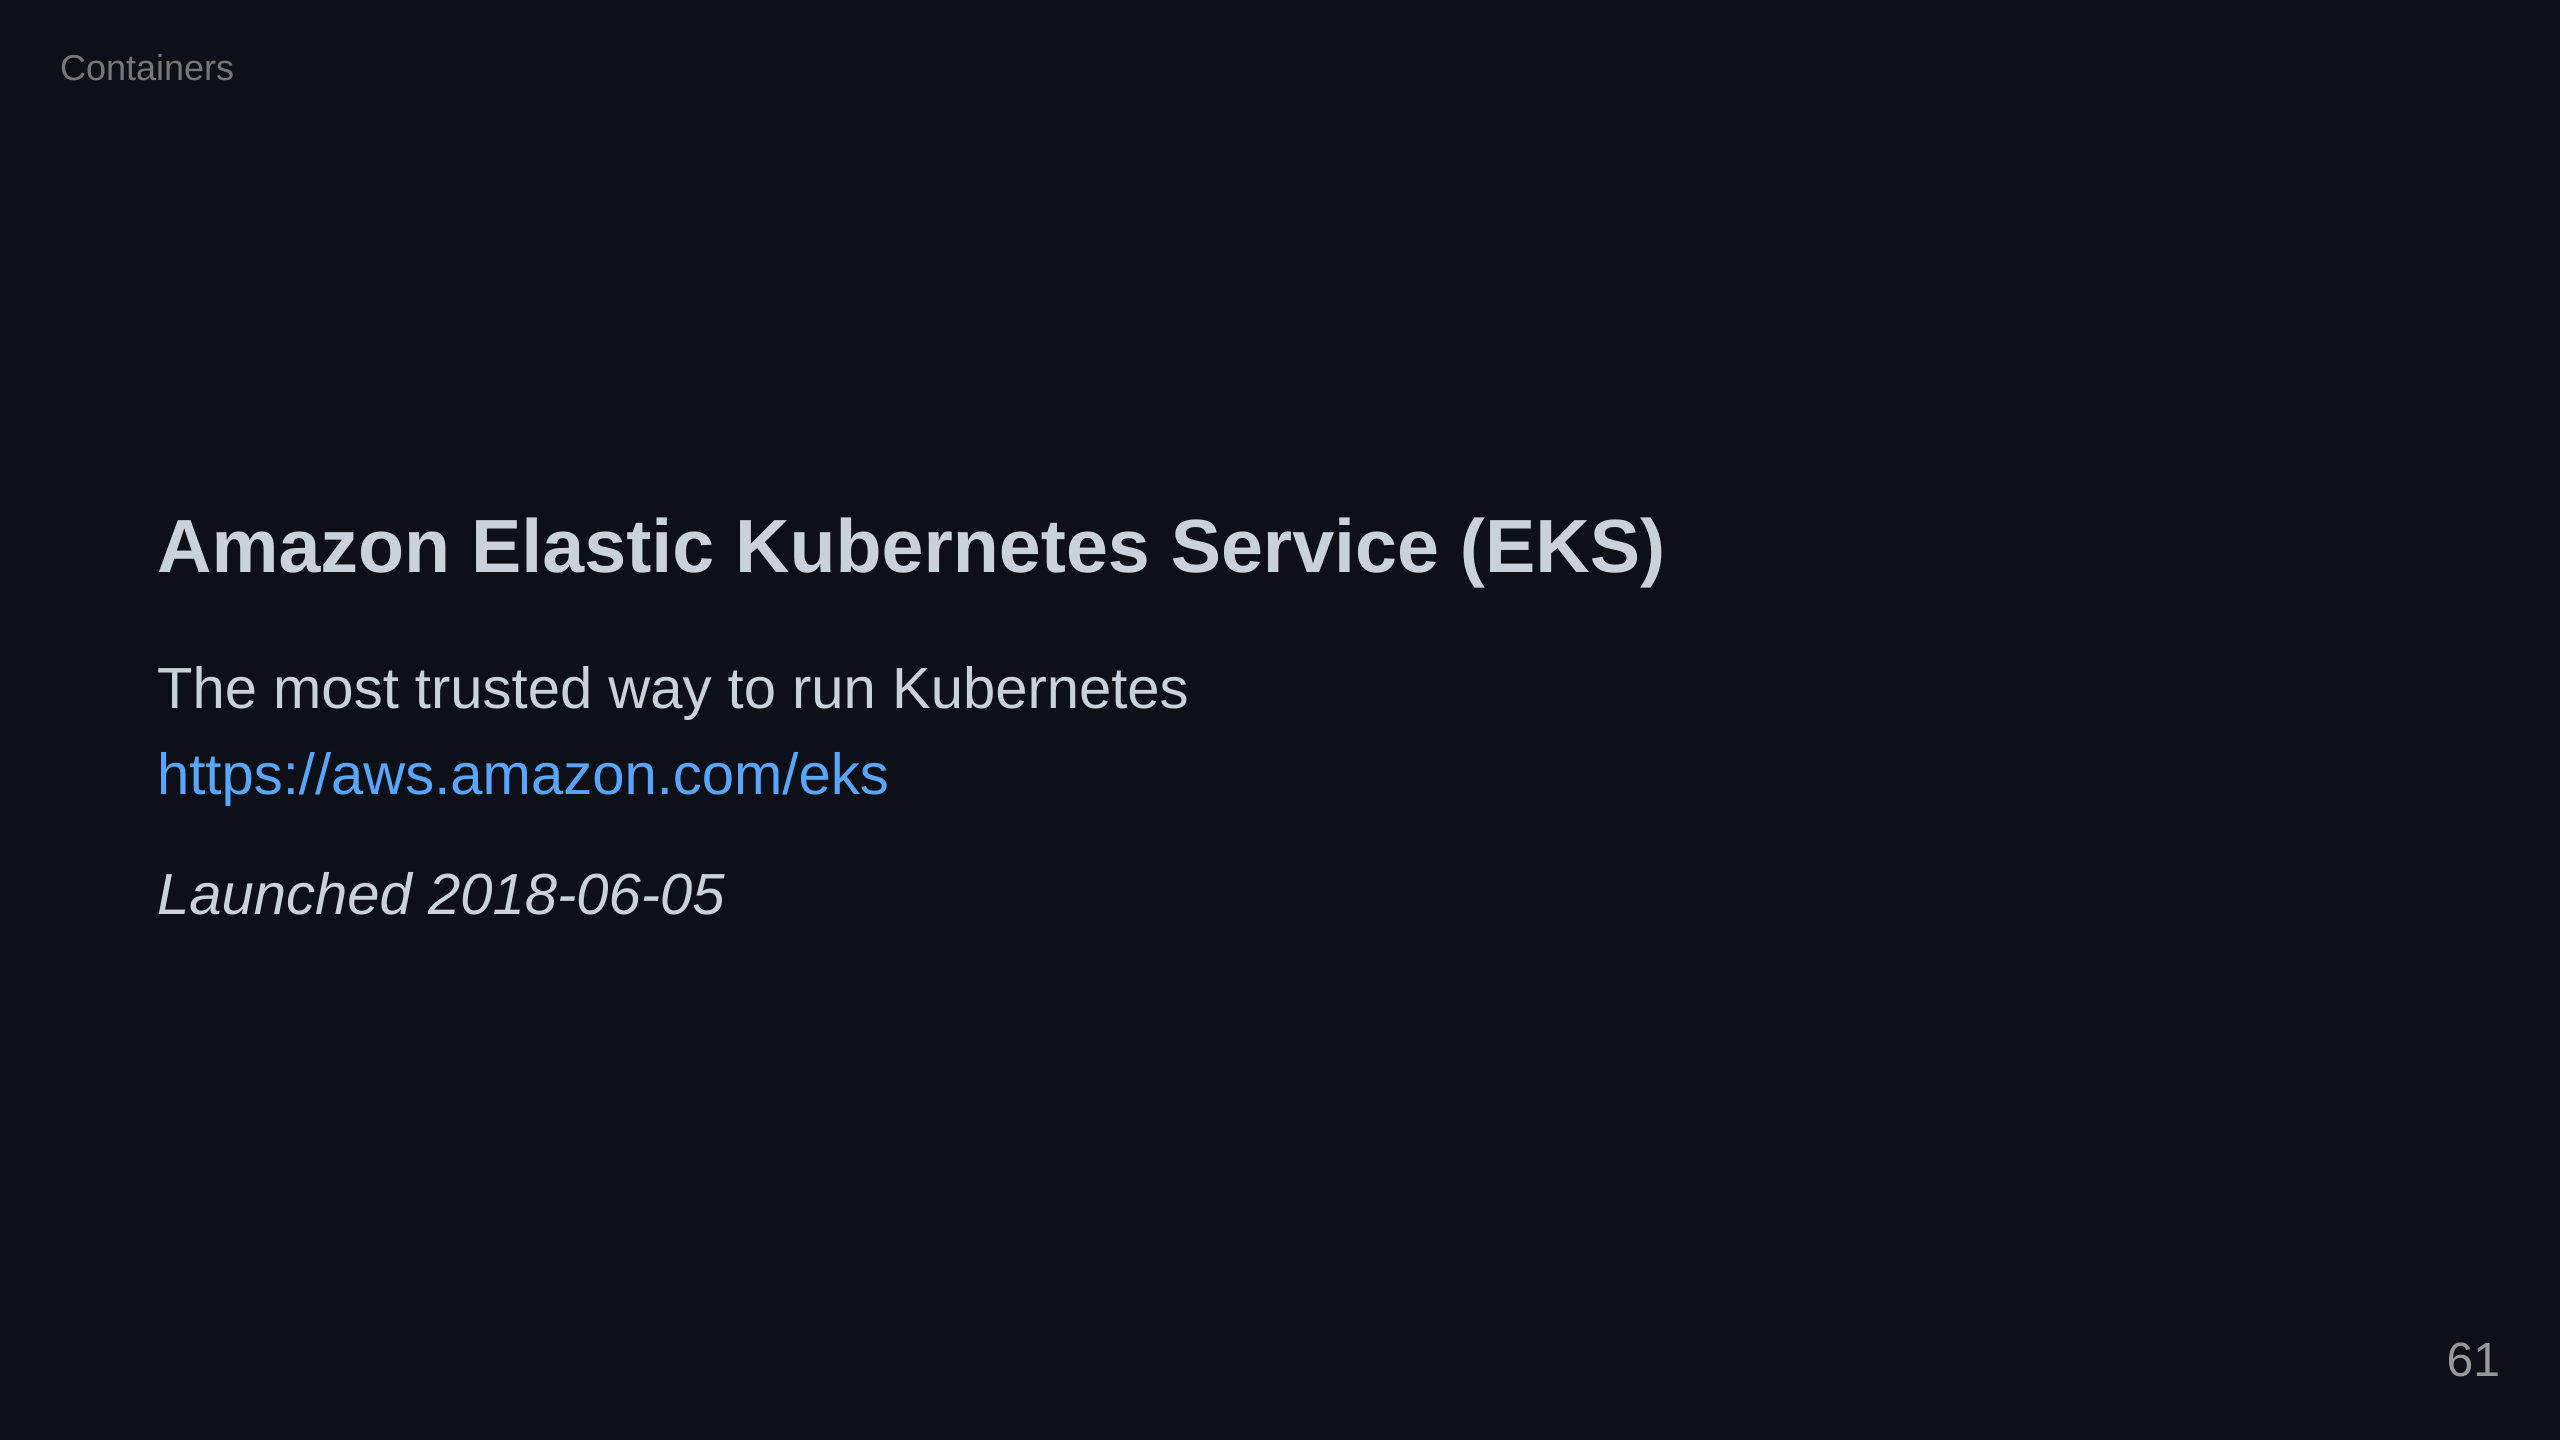 Containers
Amazon Elastic Kubernetes Service (EKS)
The most trusted way to run Kubernetes
https://aws.amazon.com/eks
Launched 2018-06-05
61